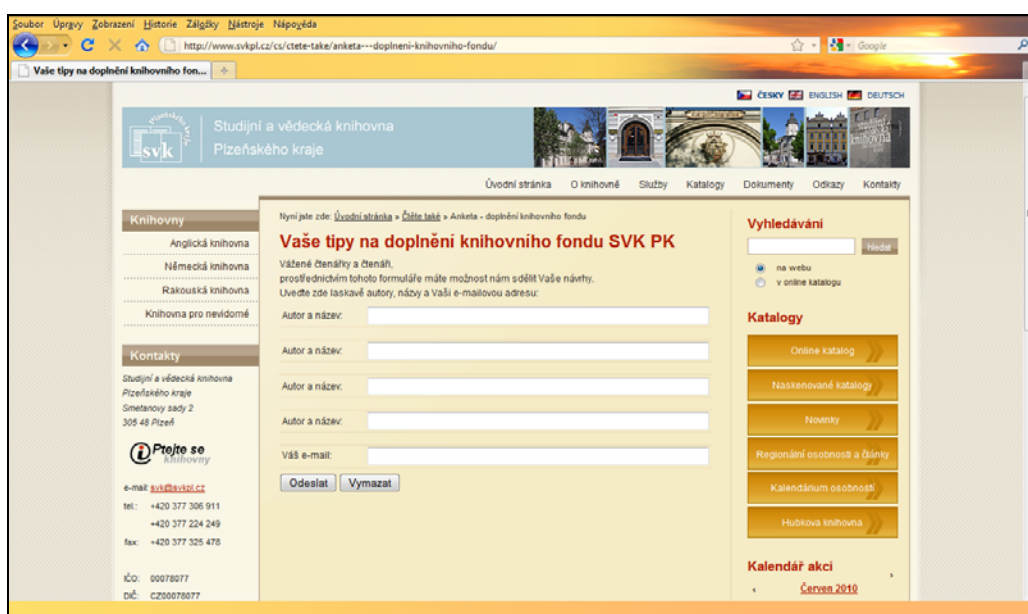 Soubor Úpravy Zobrazení Historie Záložky Nástroje Nápověda
http://www.svkpl.cz/cs/ctete-take/anketa---doplneni-knihovniho-fondu/
Google
Vaše tipy na doplnění knihovního fon...
ČESKY ENGLISH DEUTSCH
svk
Studijní a vědecká knihovna
Plzeňského kraje
Úvodní stránka O knihovně Služby Katalogy Dokumenty Odkazy Kontakty
Knihovny
Anglická knihovna
Německá knihovna
Rakouská knihovna
Knihovna pro nevidomé
Kontakty
Studijní a vědecká knihovna
Plzeňského kraje
Smetanovy sady 2
305 48 Plzeň
Ptejte se
knihovny
e-mail: svk@svkpl.cz
tel.: +420 377 306 911
+420 377 224 249
fax: +420 377 325 478
IČO: 00078077
DIČ: CZ00078077
Nyní jste zde: Úvodní stránka » Čtěte také » Anketa - doplnění knihovního fondu
Vaše tipy na doplnění knihovního fondu SVK PK
Vážené čtenářky a čtenáři,
prostřednictvím tohoto formuláře máte možnost nám sdělit Vaše návrhy.
Uveďte zde laskavě autory, názvy a Vaši e-mailovou adresu:
Autor a název:
Autor a název:
Autor a název:
Autor a název:
Váš e-mail:
Odeslat Vymazat
Vyhledávání
Hledat
na webu
v online katalogu
Katalogy
Online katalog
Naskenované katalogy
Novinky
Regionální osobnosti a články
Kalendárium osobností
Hubkova knihovna
Kalendář akcí
‹ Červen 2010 ›